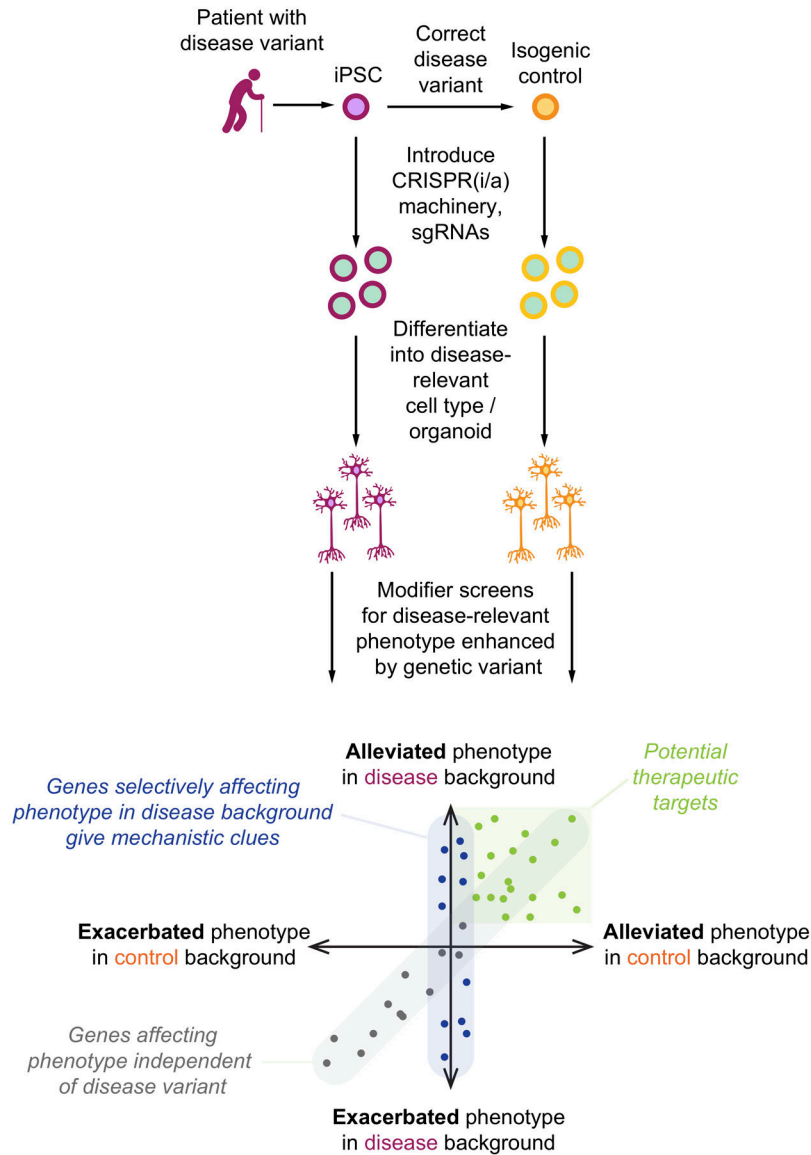 Patient with
disease variant
iPSC
Correct
disease
variant
Isogenic
control
Introduce
CRISPR(i/a)
machinery,
sgRNAs
Differentiate
into disease-
relevant
cell type /
organoid
Modifier screens
for disease-relevant
phenotype enhanced
by genetic variant
Alleviated phenotype
in disease background
Potential
therapeutic
targets
Genes selectively affecting
phenotype in disease background
give mechanistic clues
Exacerbated phenotype
in control background
Alleviated phenotype
in control background
Genes affecting
phenotype independent
of disease variant
Exacerbated phenotype
in disease background